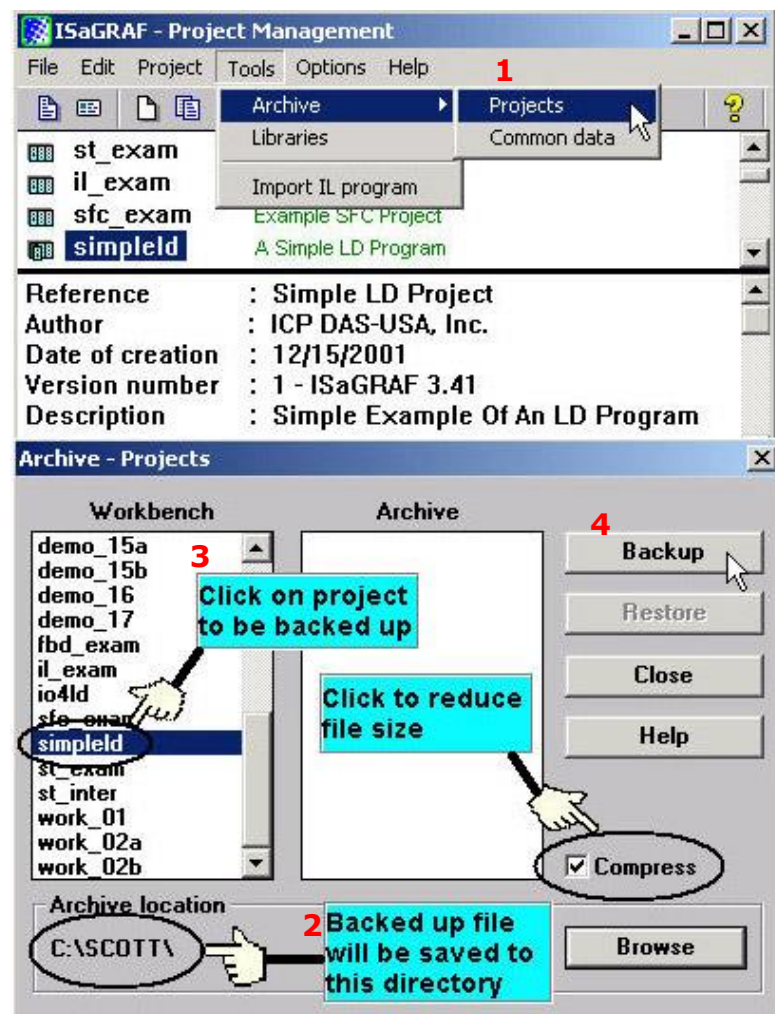 ISaGRAF - Project Management
File Edit Project Tools Options Help
1
Archive
Projects
Libraries
Common data
Import IL program
st_exam
il_exam
sfc_exam Example SFC Project
simpleld A Simple LD Program
Reference : Simple LD Project
Author : ICP DAS-USA, Inc.
Date of creation : 12/15/2001
Version number : 1 - ISaGRAF 3.41
Description : Simple Example Of An LD Program
Archive - Projects
Workbench
Archive
demo_15a
demo_15b
demo_16
demo_17
fbd_exam
il_exam
io4ld
sfc_exam
simpleld
st_exam
st_inter
work_01
work_02a
work_02b
3
Click on project
to be backed up
Click to reduce
file size
4
Backup
Restore
Close
Help
Compress
Archive location
C:\SCOTT\
2
Backed up file
will be saved to
this directory
Browse